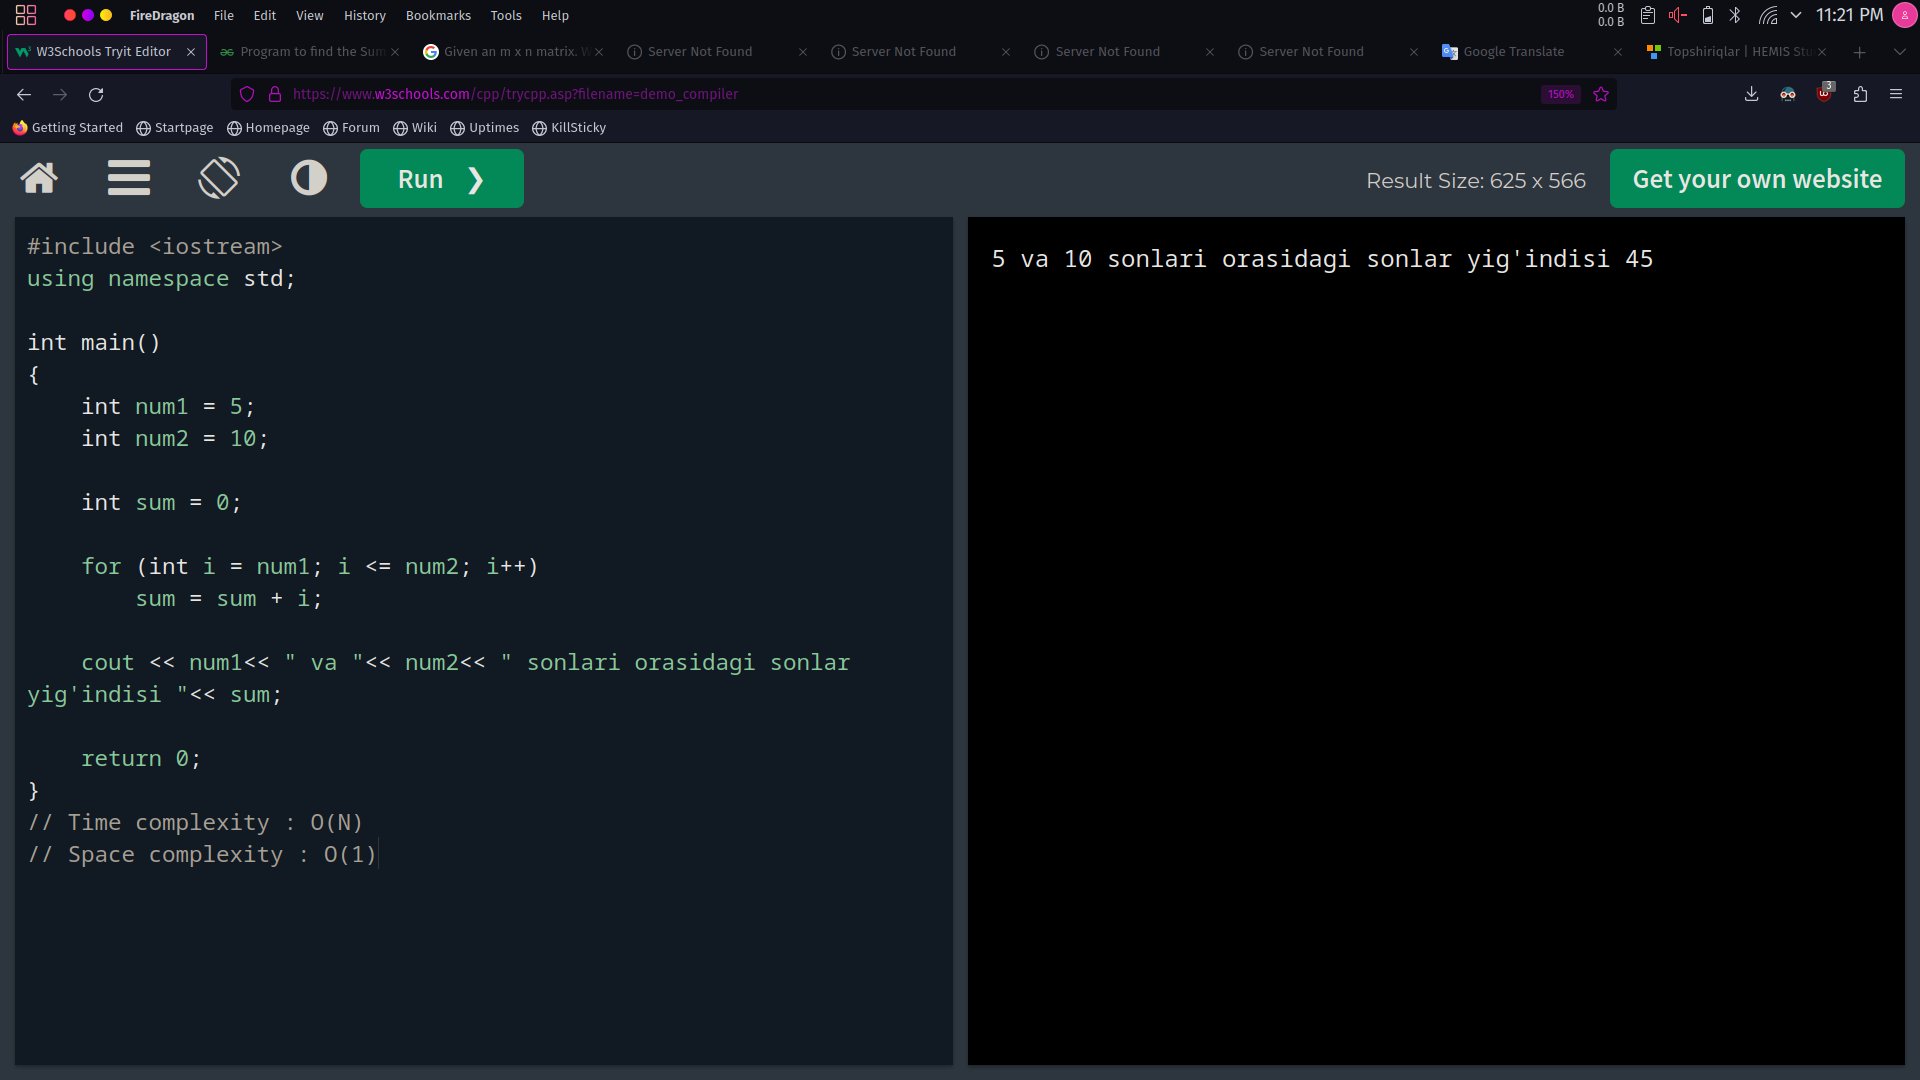 FireDragon File Edit View History Bookmarks Tools Help
0.0 B
0.0 B
11:21 PM
W3Schools Tryit Editor
Program to find the Sum
Given an m x n matrix. W
Server Not Found
Server Not Found
Server Not Found
Server Not Found
Google Translate
Topshiriqlar | HEMIS Stu
https://www.w3schools.com/cpp/trycpp.asp?filename=demo_compiler
150%
3
Getting Started Startpage Homepage Forum Wiki Uptimes KillSticky
Run ❯
Result Size: 625 x 566
Get your own website
#include <iostream>
using namespace std;
int main()
{
int num1 = 5;
int num2 = 10;
int sum = 0;
for (int i = num1; i <= num2; i++)
sum = sum + i;
cout << num1<< " va "<< num2<< " sonlari orasidagi sonlar
yig'indisi "<< sum;
return 0;
}
// Time complexity : O(N)
// Space complexity : O(1)
5 va 10 sonlari orasidagi sonlar yig'indisi 45